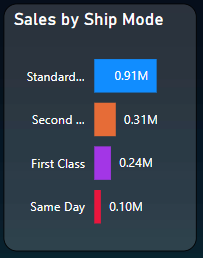 Sales by Ship Mode
Standard... 0.91M
Second ... 0.31M
First Class 0.24M
Same Day 0.10M